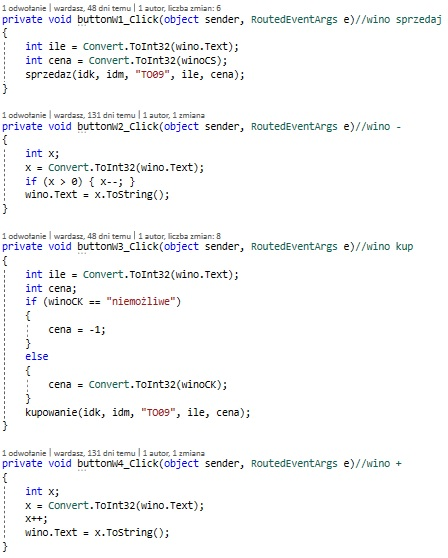 1 odwołanie | wardasz, 48 dni temu | 1 autor, liczba zmian: 6
private void buttonW1_Click(object sender, RoutedEventArgs e)//wino sprzedaj
{
    int ile = Convert.ToInt32(wino.Text);
    int cena = Convert.ToInt32(winoCS);
    sprzedaz(idk, idm, "TO09", ile, cena);
}
1 odwołanie | wardasz, 131 dni temu | 1 autor, 1 zmiana
private void buttonW2_Click(object sender, RoutedEventArgs e)//wino -
{
    int x;
    x = Convert.ToInt32(wino.Text);
    if (x > 0) { x--; }
    wino.Text = x.ToString();
}
1 odwołanie | wardasz, 48 dni temu | 1 autor, liczba zmian: 8
private void buttonW3_Click(object sender, RoutedEventArgs e)//wino kup
{
    int ile = Convert.ToInt32(wino.Text);
    int cena;
    if (winoCK == "niemożliwe")
    {
        cena = -1;
    }
    else
    {
        cena = Convert.ToInt32(winoCK);
    }
    kupowanie(idk, idm, "TO09", ile, cena);
}
1 odwołanie | wardasz, 131 dni temu | 1 autor, 1 zmiana
private void buttonW4_Click(object sender, RoutedEventArgs e)//wino +
{
    int x;
    x = Convert.ToInt32(wino.Text);
    x++;
    wino.Text = x.ToString();
}